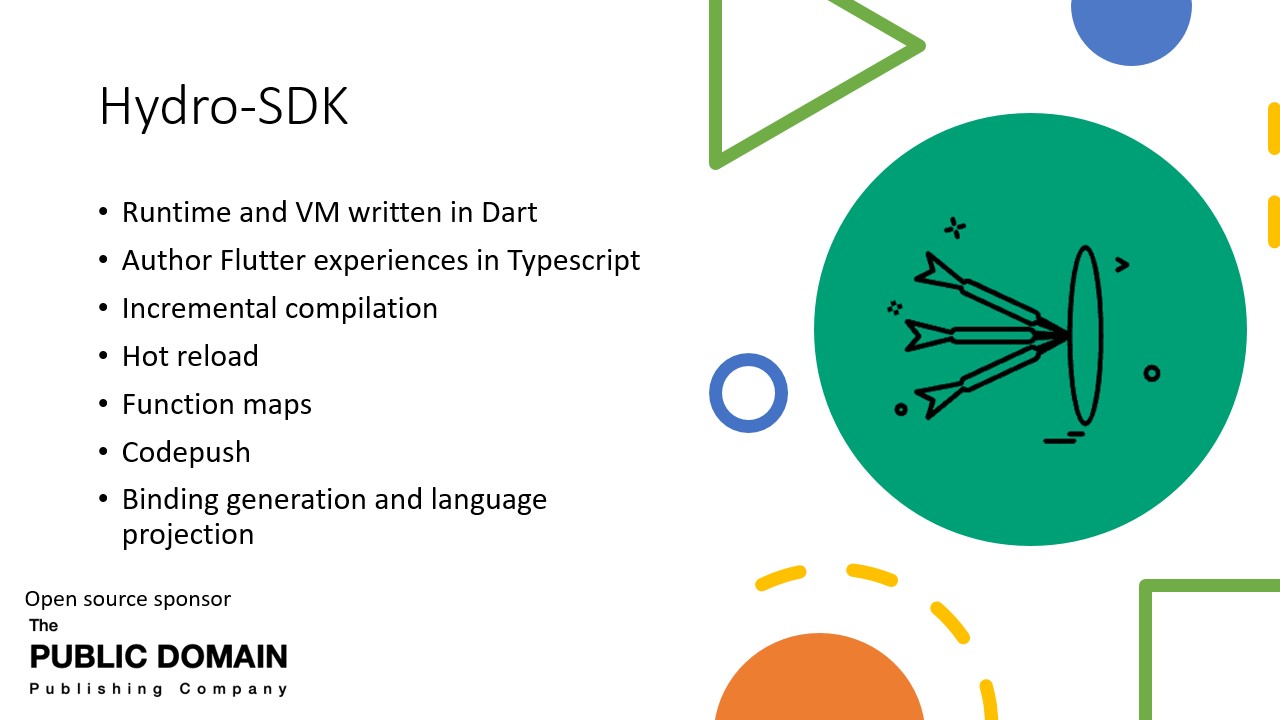 Hydro-SDK
• Runtime and VM written in Dart
• Author Flutter experiences in Typescript
• Incremental compilation
• Hot reload
• Function maps
• Codepush
• Binding generation and language
projection
Open source sponsor
The
PUBLIC DOMAIN
Publishing Company